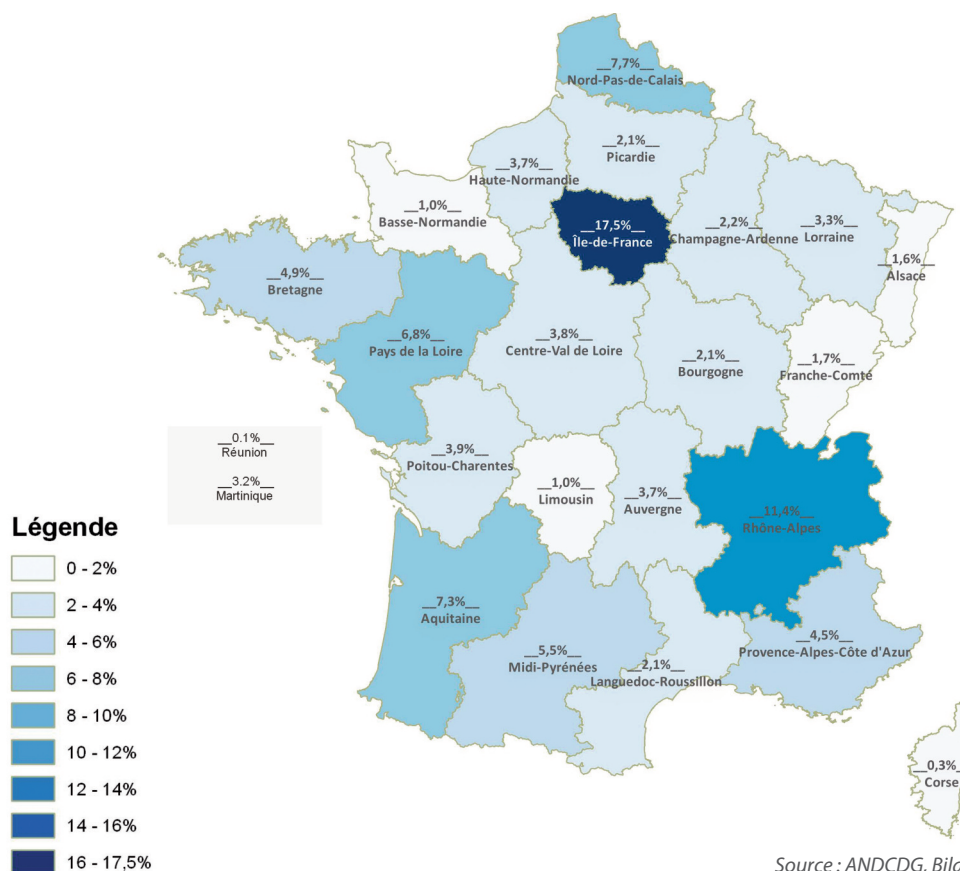 __7,7%__
Nord-Pas-de-Calais
__2,1%__
Picardie
__3,7%__
Haute-Normandie
__1,0%__
Basse-Normandie
__17,5%__
Île-de-France
__2,2%__
Champagne-Ardenne
__3,3%__
Lorraine
__1,6%__
Alsace
__4,9%__
Bretagne
__6,8%__
Pays de la Loire
__3,8%__
Centre-Val de Loire
__2,1%__
Bourgogne
__1,7%__
Franche-Comté
__0.1%__
Réunion
__3.2%__
Martinique
__3,9%__
Poitou-Charentes
__1,0%__
Limousin
__3,7%__
Auvergne
__11,4%__
Rhône-Alpes
__7,3%__
Aquitaine
__5,5%__
Midi-Pyrénées
__2,1%__
Languedoc-Roussillon
__4,5%__
Provence-Alpes-Côte d'Azur
__0,3%__
Corse
Légende
0 - 2%
2 - 4%
4 - 6%
6 - 8%
8 - 10%
10 - 12%
12 - 14%
14 - 16%
16 - 17,5%
Source : ANDCDG, Bila